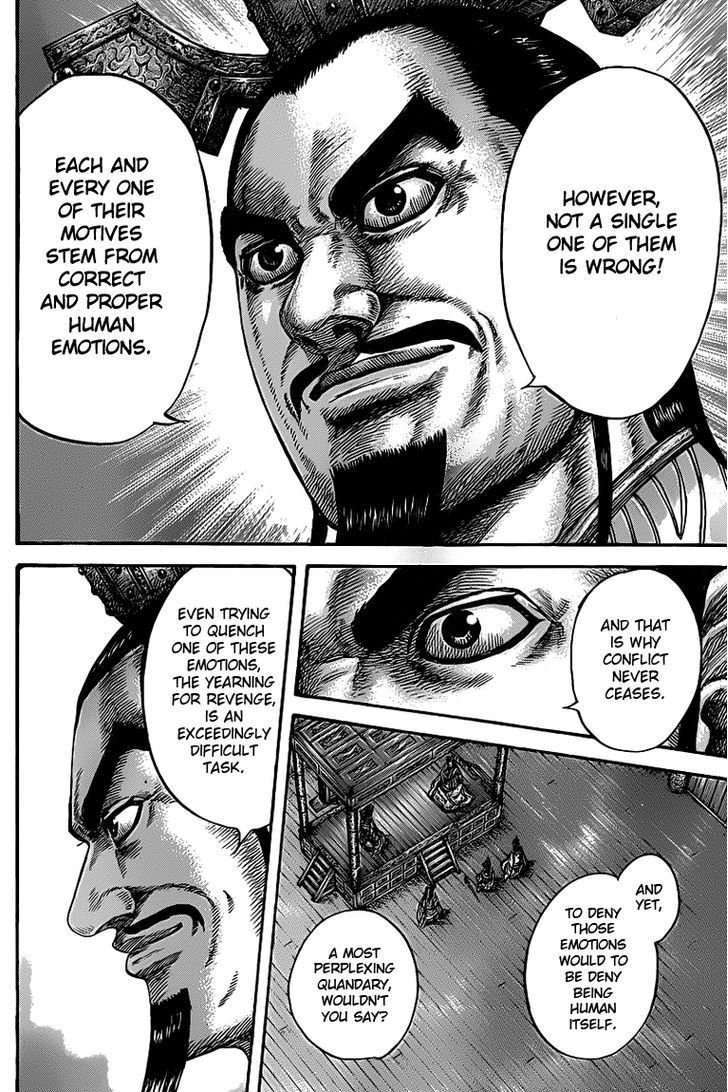 HOWEVER,
NOT A SINGLE
ONE OF THEM
IS WRONG!
EACH AND
EVERY ONE
OF THEIR
MOTIVES
STEM FROM
CORRECT
AND PROPER
HUMAN
EMOTIONS.
AND THAT
IS WHY
CONFLICT
NEVER
CEASES.
EVEN TRYING
TO QUENCH
ONE OF THESE
EMOTIONS,
THE YEARNING
FOR REVENGE,
IS AN
EXCEEDINGLY
DIFFICULT
TASK.
AND
YET,
TO DENY
THOSE
EMOTIONS
WOULD
TO BE DENY
BEING
HUMAN
ITSELF.
A MOST
PERPLEXING
QUANDARY,
WOULDN'T
YOU SAY?